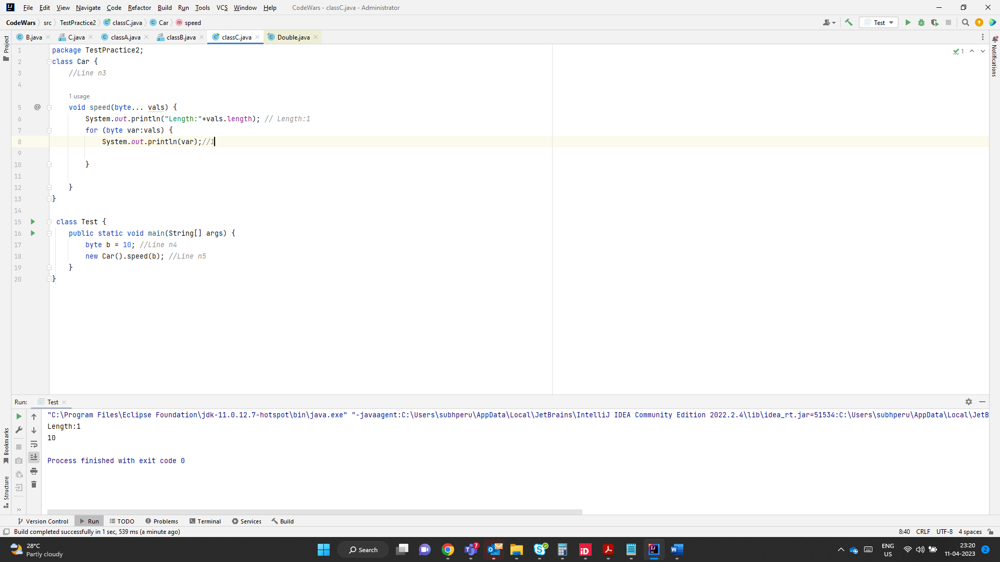 File Edit View Navigate Code Refactor Build Run Tools VCS Window Help CodeWars - classC.java - Administrator
CodeWars src TestPractice2 classC.java Car speed Test
B.java C.java classA.java classB.java classC.java Double.java
Project
Notifications
1 package TestPractice2;
1
2 class Car {
3 //Line n3
4
1 usage
5 @ void speed(byte... vals) {
6 System.out.println("Length:"+vals.length); // Length:1
7 for (byte var:vals) {
8 System.out.println(var);//1
9
10 }
11
12 }
13 }
14
15 class Test {
16 public static void main(String[] args) {
17 byte b = 10; //Line n4
18 new Car().speed(b); //Line n5
19 }
20 }
Run: Test
"C:\Program Files\Eclipse Foundation\jdk-11.0.12.7-hotspot\bin\java.exe" "-javaagent:C:\Users\subhperu\AppData\Local\JetBrains\IntelliJ IDEA Community Edition 2022.2.4\lib\idea_rt.jar=51534:C:\Users\subhperu\AppData\Local\JetB
Length:1
10
Process finished with exit code 0
Bookmarks
Structure
Version Control Run TODO Problems Terminal Services Build
Build completed successfully in 1 sec, 539 ms (a minute ago) 8:40 CRLF UTF-8 4 spaces
28°C
Partly cloudy
Search
7
iD
ENG
US
23:20
11-04-2023
2